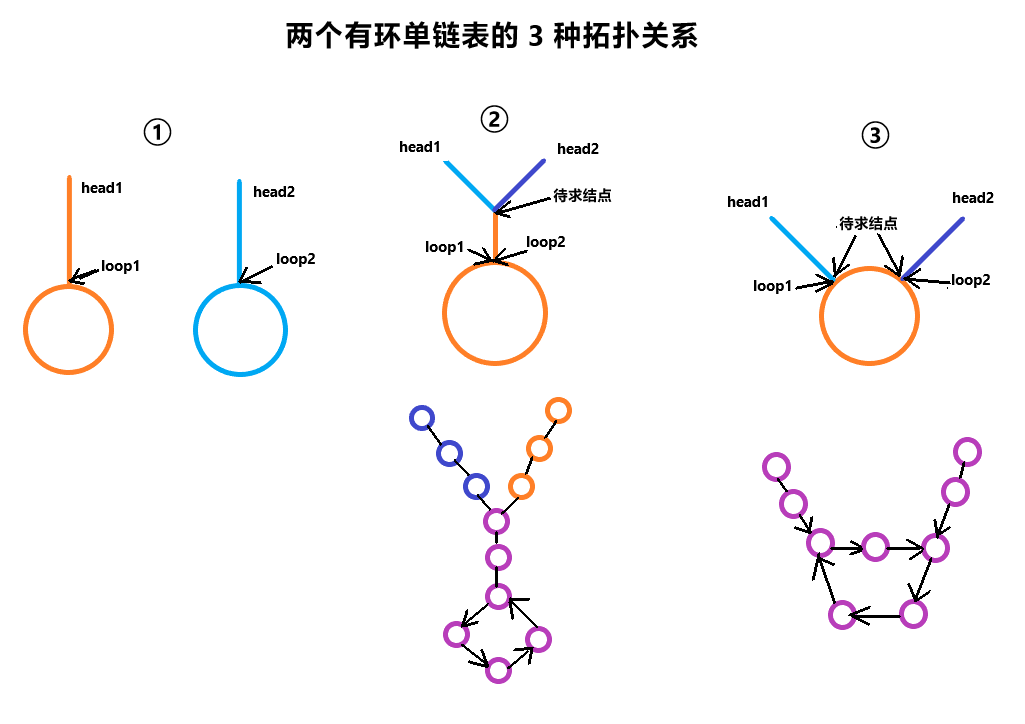 两个有环单链表的 3 种拓扑关系
①
head1
loop1
head2
loop2
②
head1
head2
待求结点
loop1
loop2
③
head1
head2
待求结点
loop1
loop2